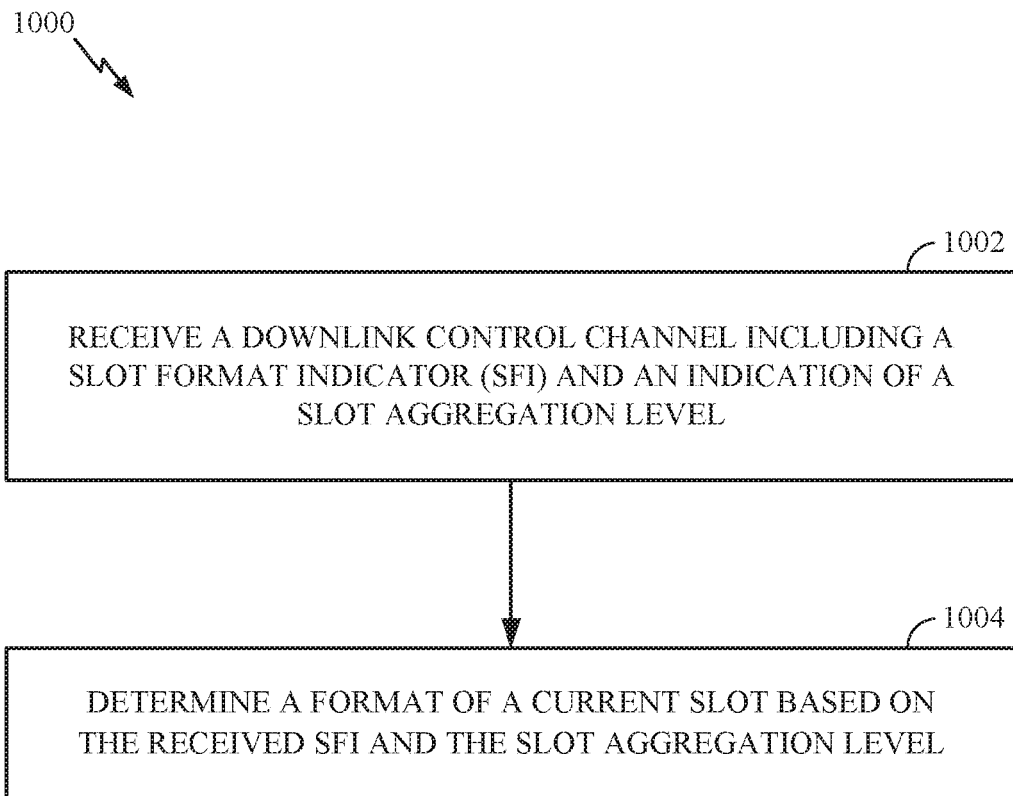 1000
1002
RECEIVE A DOWNLINK CONTROL CHANNEL INCLUDING A
SLOT FORMAT INDICATOR (SFI) AND AN INDICATION OF A
SLOT AGGREGATION LEVEL
1004
DETERMINE A FORMAT OF A CURRENT SLOT BASED ON
THE RECEIVED SFI AND THE SLOT AGGREGATION LEVEL